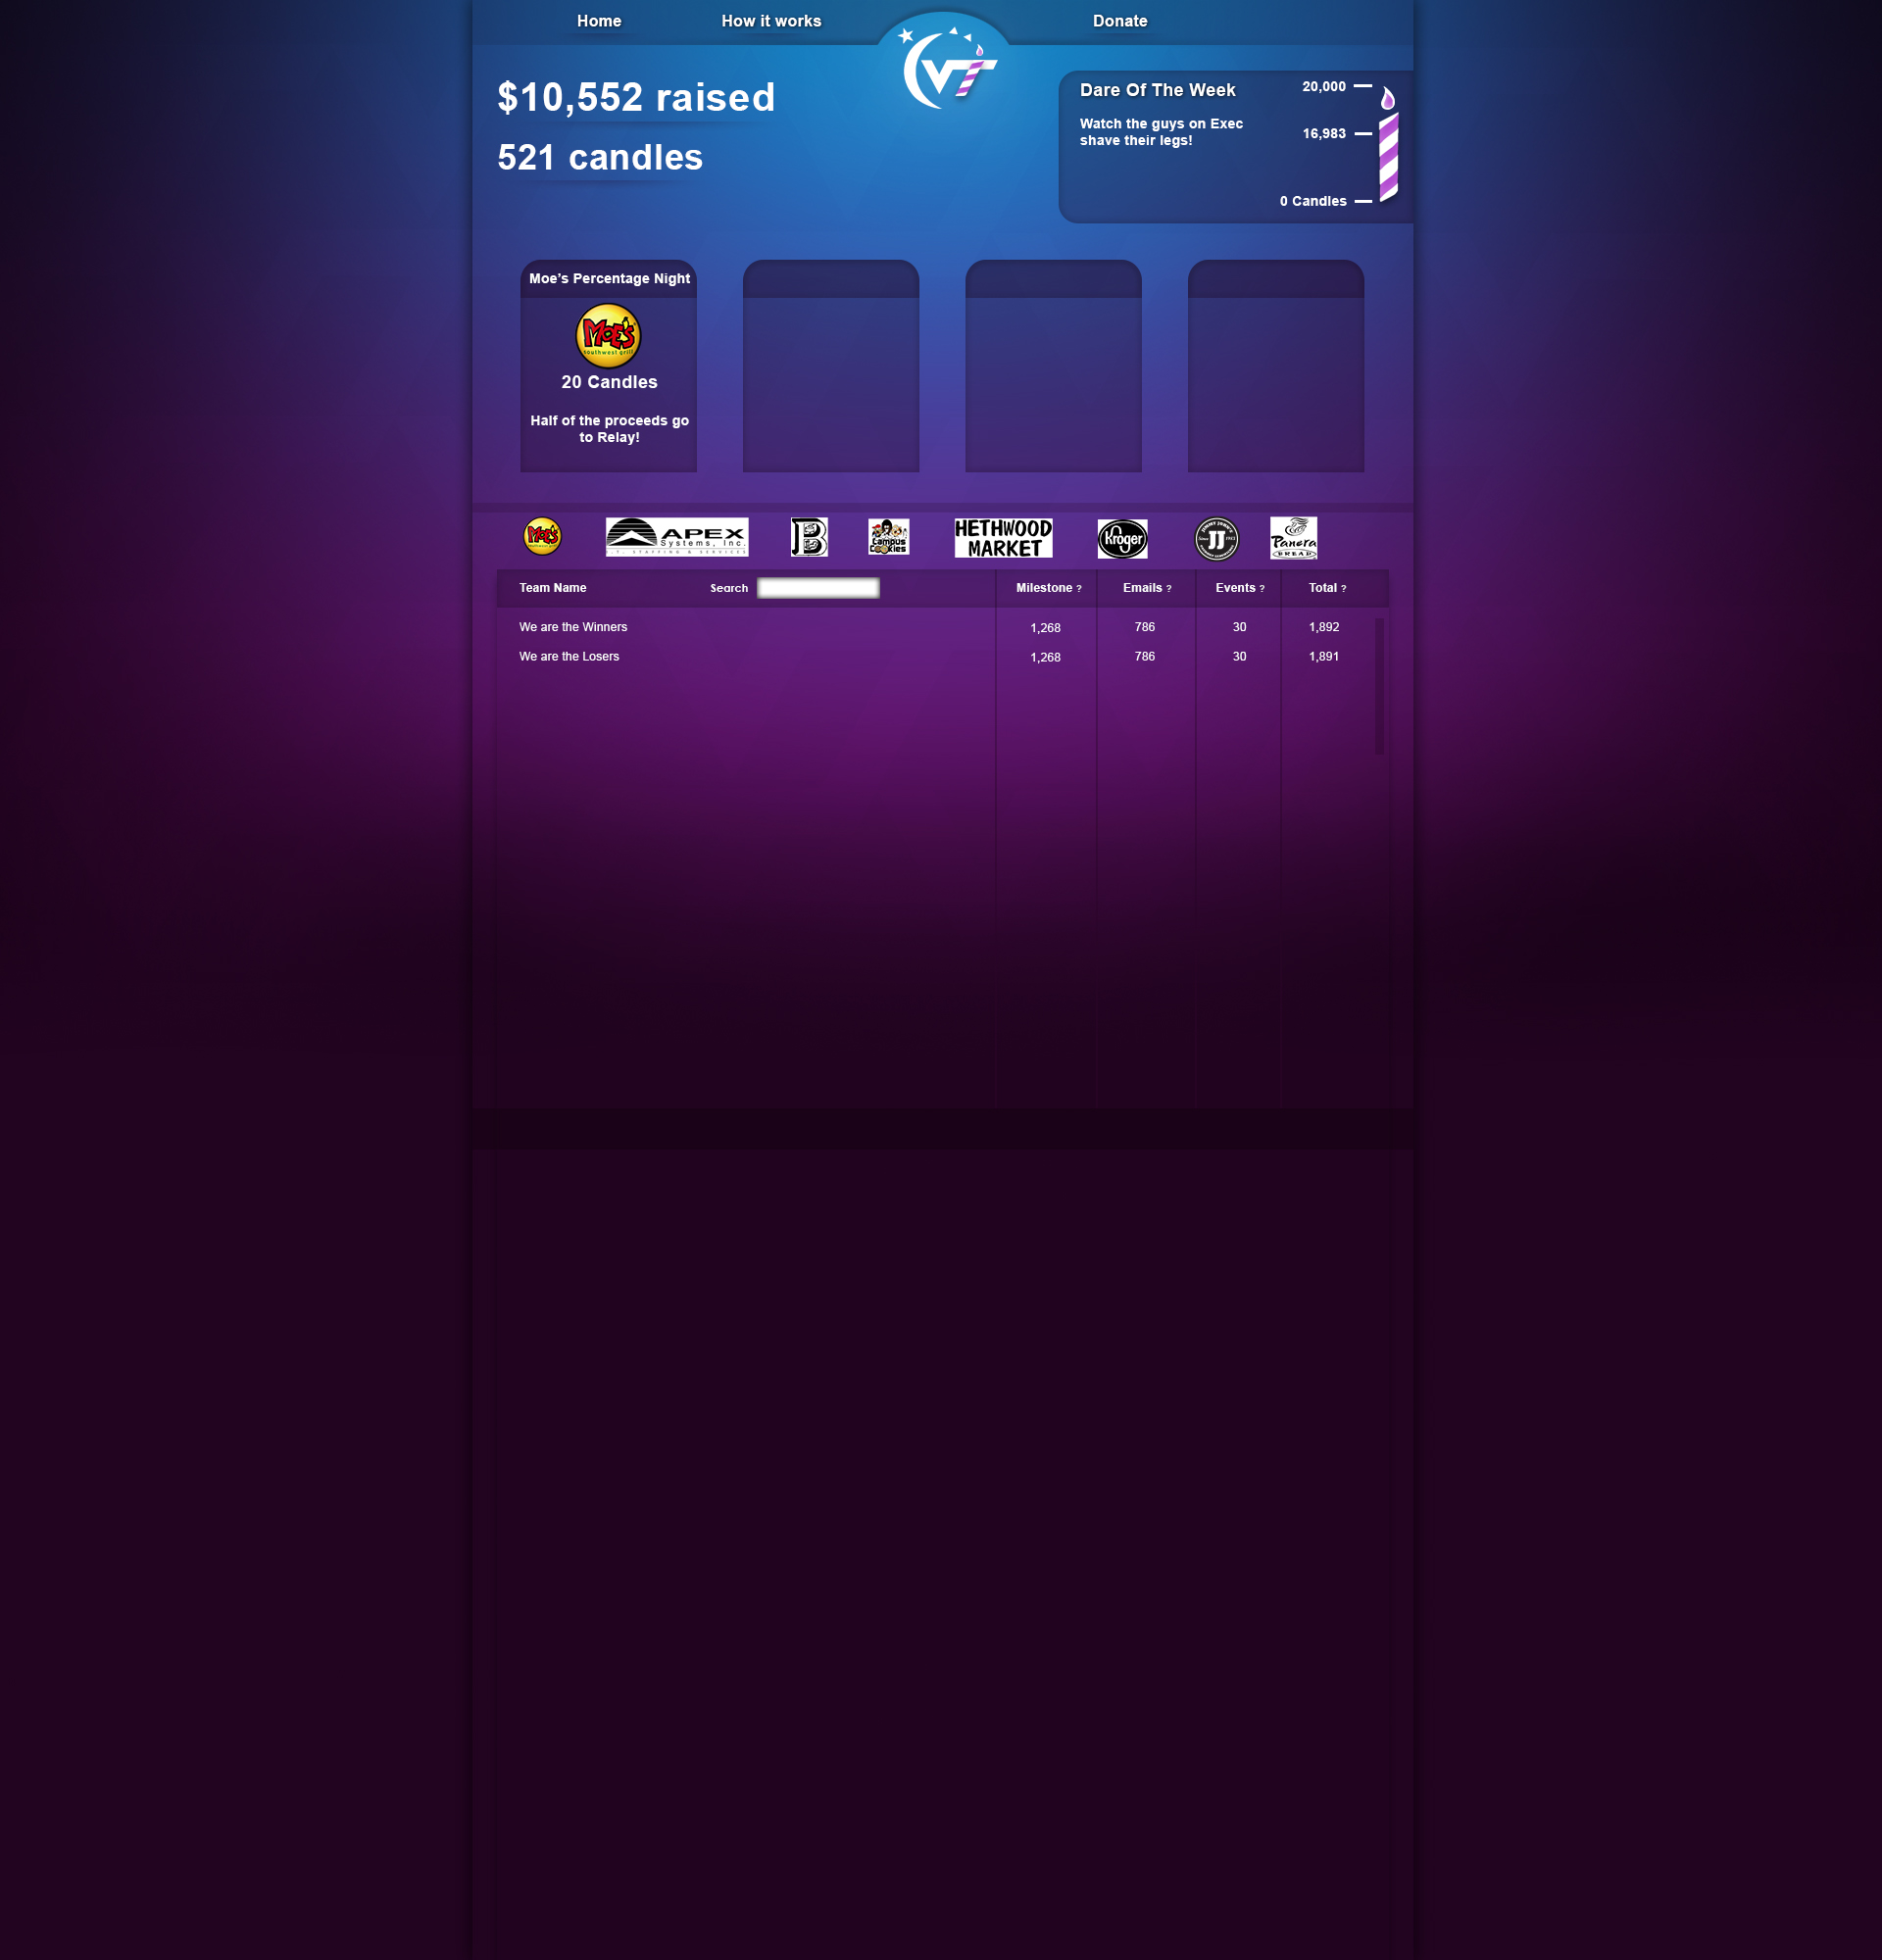 Home
How it works
VT
Donate
$10,552 raised
521 candles
Dare Of The Week
Watch the guys on Exec
shave their legs!
20,000
16,983
0 Candles
Moe's Percentage Night
MOE'S
southwest grill
20 Candles
Half of the proceeds go
to Relay!
MOE'S
APEX
Systems, Inc.
I.T. STAFFING & SERVICES
B
Campus
Cookies
HETHWOOD
MARKET
Kroger
JIMMY JOHN'S
Since JJ 1983
Panera
BREAD
Team Name
Search
Milestone ?
Emails ?
Events ?
Total ?
We are the Winners
1,268
786
30
1,892
We are the Losers
1,268
786
30
1,891